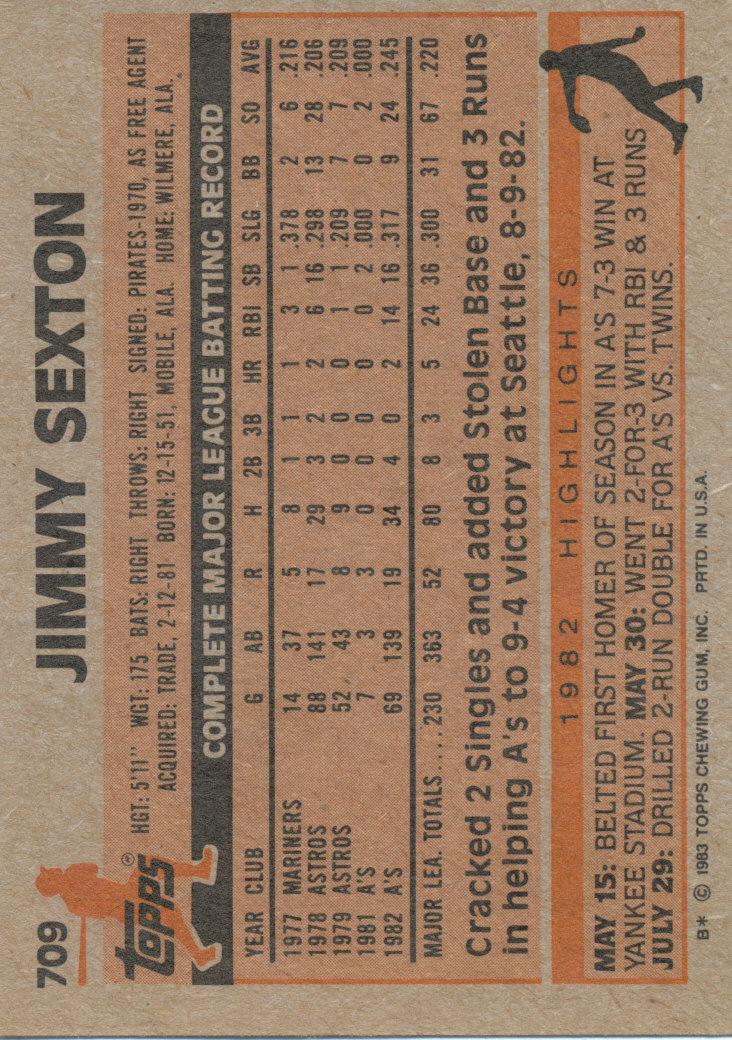 709
JIMMY SEXTON
topps®
HGT: 5'11" WGT: 175 BATS: RIGHT THROWS: RIGHT SIGNED: PIRATES-1970, AS FREE AGENT
ACQUIRED: TRADE, 2-12-81 BORN: 12-15-51, MOBILE, ALA. HOME: WILMERE, ALA.
COMPLETE MAJOR LEAGUE BATTING RECORD
YEAR CLUB G AB R H 2B 3B HR RBI SB SLG BB SO AVG
1977 MARINERS 14 37 5 8 1 1 1 3 1 .378 2 6 .216
1978 ASTROS 88 141 17 29 3 2 2 6 16 .298 13 28 .206
1979 ASTROS 52 43 8 9 0 0 0 1 1 .209 7 7 .209
1981 A'S 7 3 3 0 0 0 0 0 2 .000 0 2 .000
1982 A'S 69 139 19 34 4 0 2 14 16 .317 9 24 .245
MAJOR LEA. TOTALS.....230 363 52 80 8 3 5 24 36 .300 31 67 .220
Cracked 2 Singles and added Stolen Base and 3 Runs
in helping A's to 9-4 victory at Seattle, 8-9-82.
1982 HIGHLIGHTS
MAY 15: BELTED FIRST HOMER OF SEASON IN A'S 7-3 WIN AT
YANKEE STADIUM. MAY 30: WENT 2-FOR-3 WITH RBI & 3 RUNS
JULY 29: DRILLED 2-RUN DOUBLE FOR A'S VS. TWINS.
B* © 1983 TOPPS CHEWING GUM, INC. PRTD. IN U.S.A.